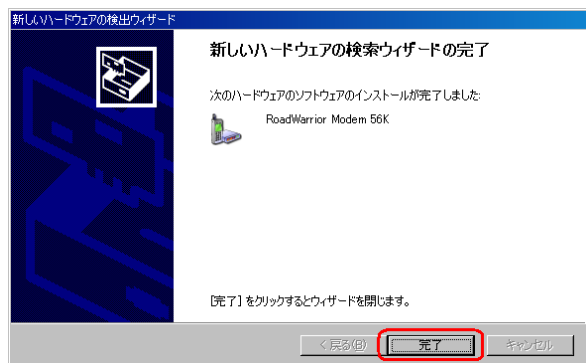 新しいハードウェアの検出ウィザード
新しいハードウェアの検索ウィザードの完了
次のハードウェアのソフトウェアのインストールが完了しました:
RoadWarrior Modem 56K
[完了] をクリックするとウィザードを閉じます。
< 戻る(B)
完了
キャンセル